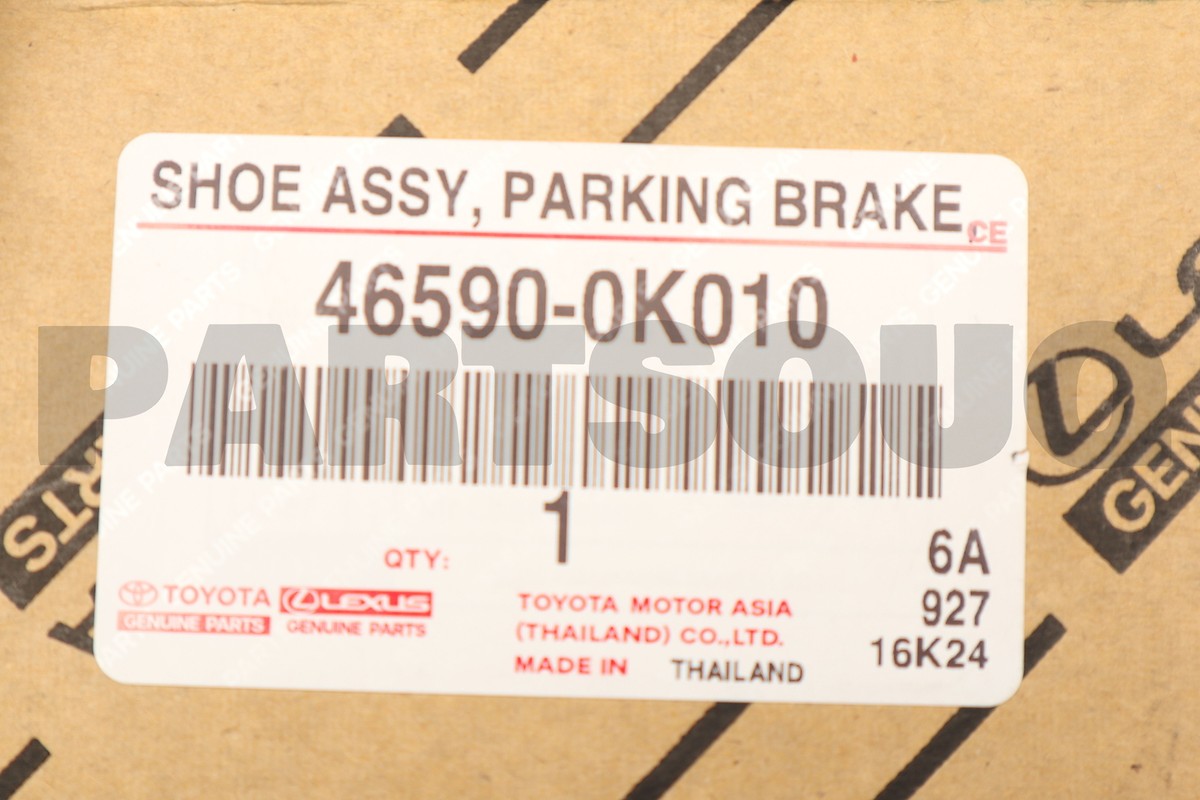 SHOE ASSY, PARKING BRAKE,
CE
46590-0K010
PARTSOUQ
1
QTY:
6A
TOYOTA LEXUS
GENUINE PARTS GENUINE PARTS
TOYOTA MOTOR ASIA
(THAILAND) CO.,LTD.
MADE IN THAILAND
927
16K24
RTS
GEN